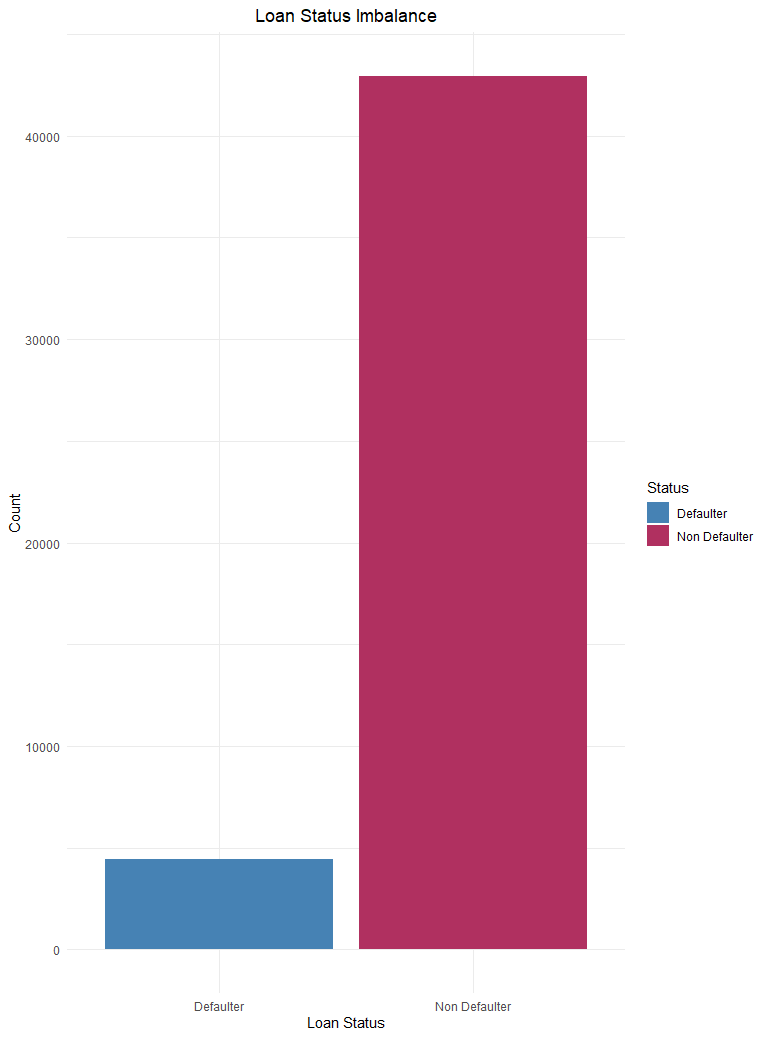 Loan Status Imbalance
40000
30000
20000
10000
0
Count
Defaulter
Non Defaulter
Loan Status
Status
Defaulter
Non Defaulter